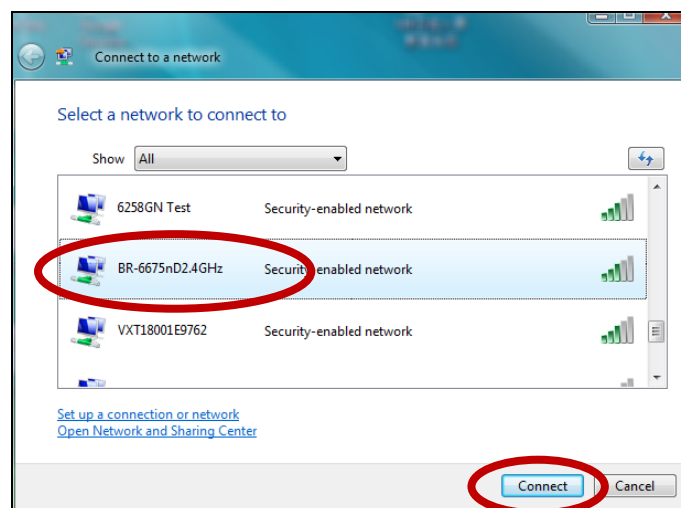 Connect to a network
Select a network to connect to
Show All
6258GN Test Security-enabled network
BR-6675nD2.4GHz Security-enabled network
VXT18001E9762 Security-enabled network
Set up a connection or network
Open Network and Sharing Center
Connect Cancel